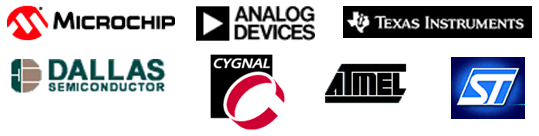 MICROCHIP
ANALOG
DEVICES
TEXAS INSTRUMENTS
DALLAS
SEMICONDUCTOR
CYGNAL
ATMEL
ST